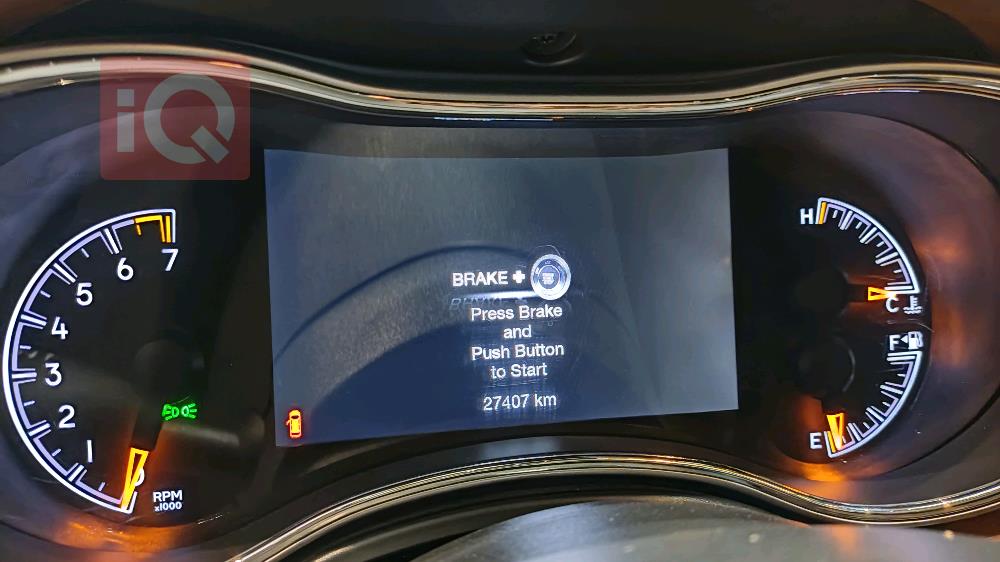 iQ
7
6
5
4
3
2
1
0
RPM
x1000
BRAKE +
Press Brake
and
Push Button
to Start
27407 km
H
C
F
E